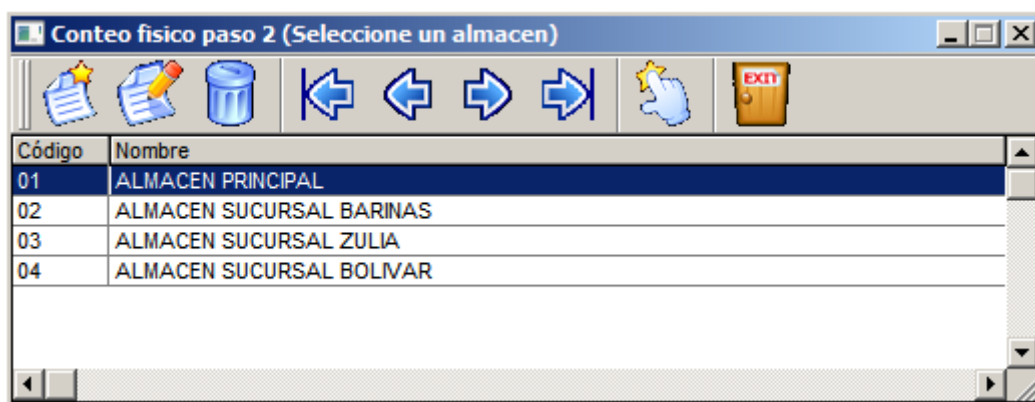 Conteo fisico paso 2 (Seleccione un almacen)
EXIT
Código Nombre
01 ALMACEN PRINCIPAL
02 ALMACEN SUCURSAL BARINAS
03 ALMACEN SUCURSAL ZULIA
04 ALMACEN SUCURSAL BOLIVAR